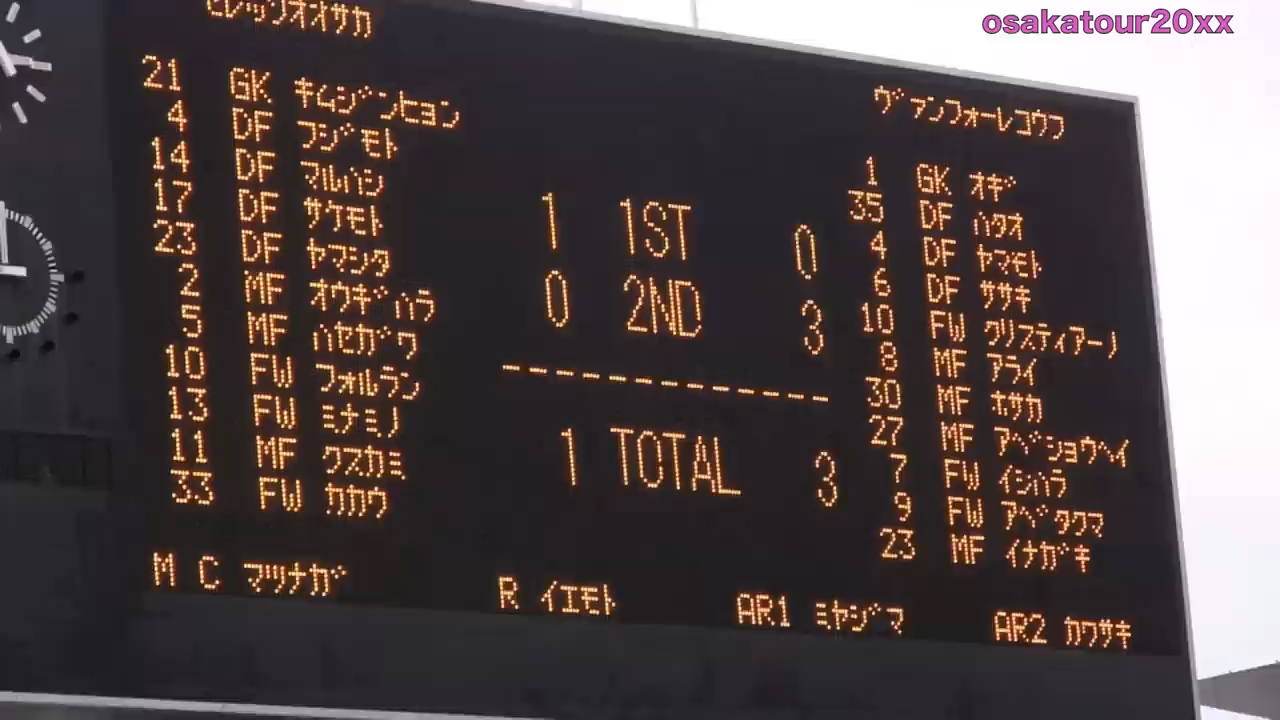 osakatour20xx
セレッソオオサカ
21 GK キムジンヒョン
4 DF フジモト
14 DF マルハシ
17 DF サケモト
23 DF ヤマシタ
2 MF オウギハラ
5 MF ハセガワ
10 FW フォルラン
13 FW ミナミノ
11 MF クスカミ
33 FW カカウ
1 1ST 0
0 2ND 3
1 TOTAL 3
ヴァンフォーレコウフ
1 GK オギ
35 DF ハタオ
4 DF ヤマモト
6 DF ササキ
10 FW クリスティアーノ
8 MF アライ
30 MF ホサカ
27 MF アベショウヘイ
7 FW イシハラ
9 FW アベタクマ
23 MF イナガキ
M C マツナガ R イエモト AR1 ミヤジマ AR2 カワサキ